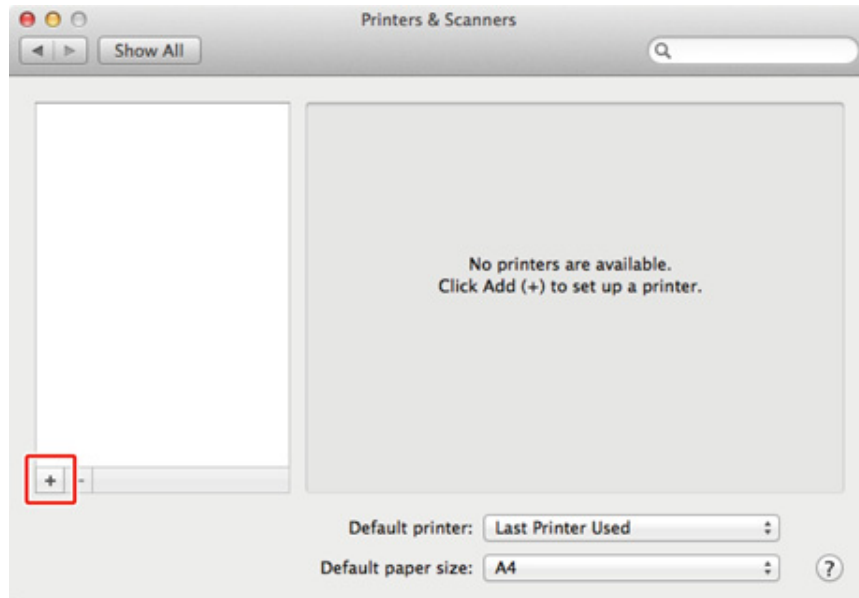 Printers & Scanners
Show All
No printers are available.
Click Add (+) to set up a printer.
+ -
Default printer: Last Printer Used
Default paper size: A4 ?